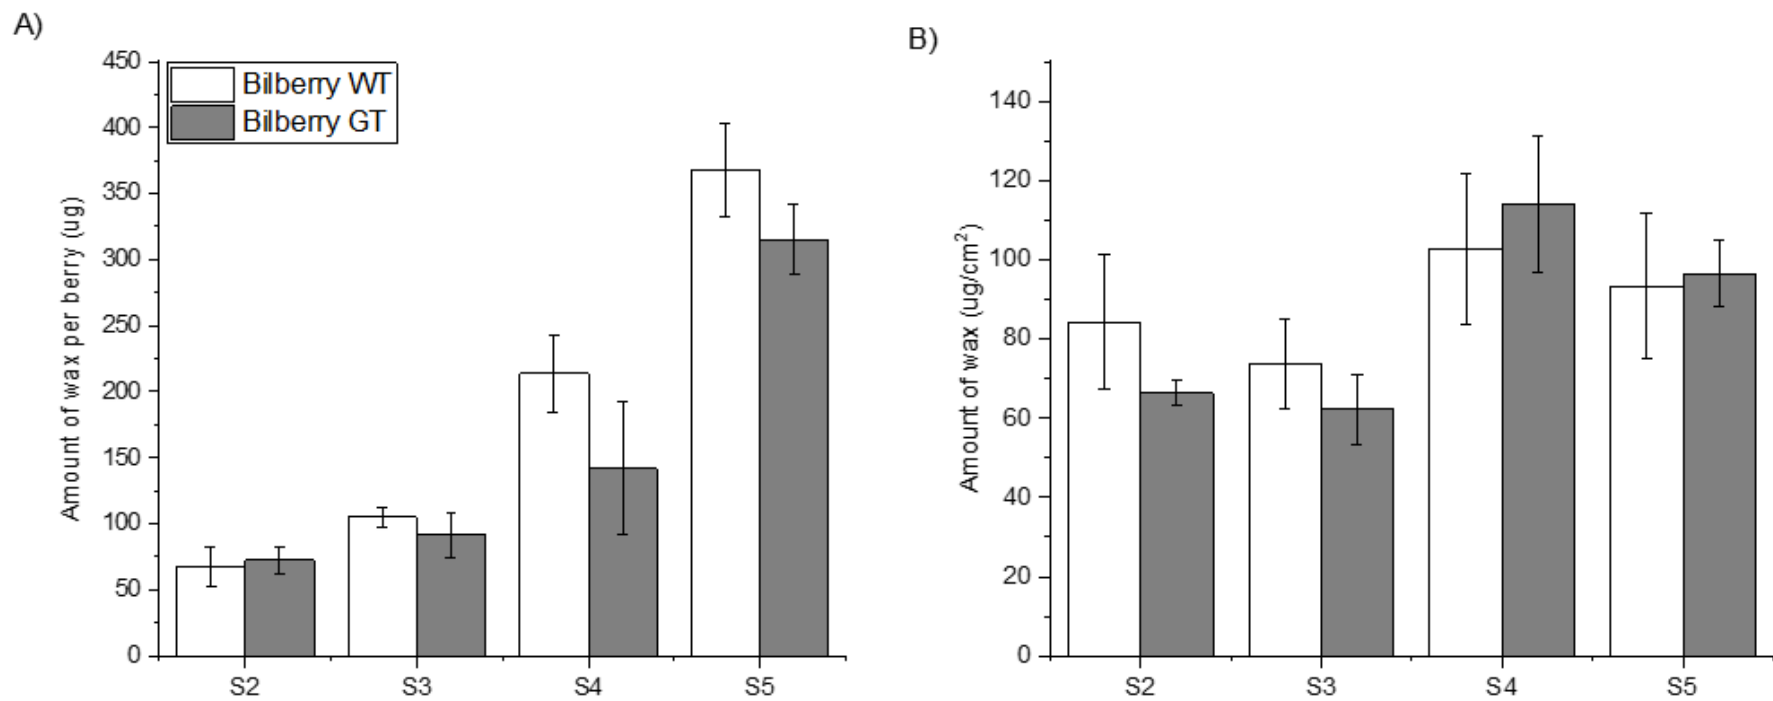 A)
Amount of wax per berry (ug)
450
400
350
300
250
200
150
100
50
0
Bilberry WT
Bilberry GT
S2 S3 S4 S5
B)
Amount of wax (ug/cm²)
140
120
100
80
60
40
20
0
S2 S3 S4 S5